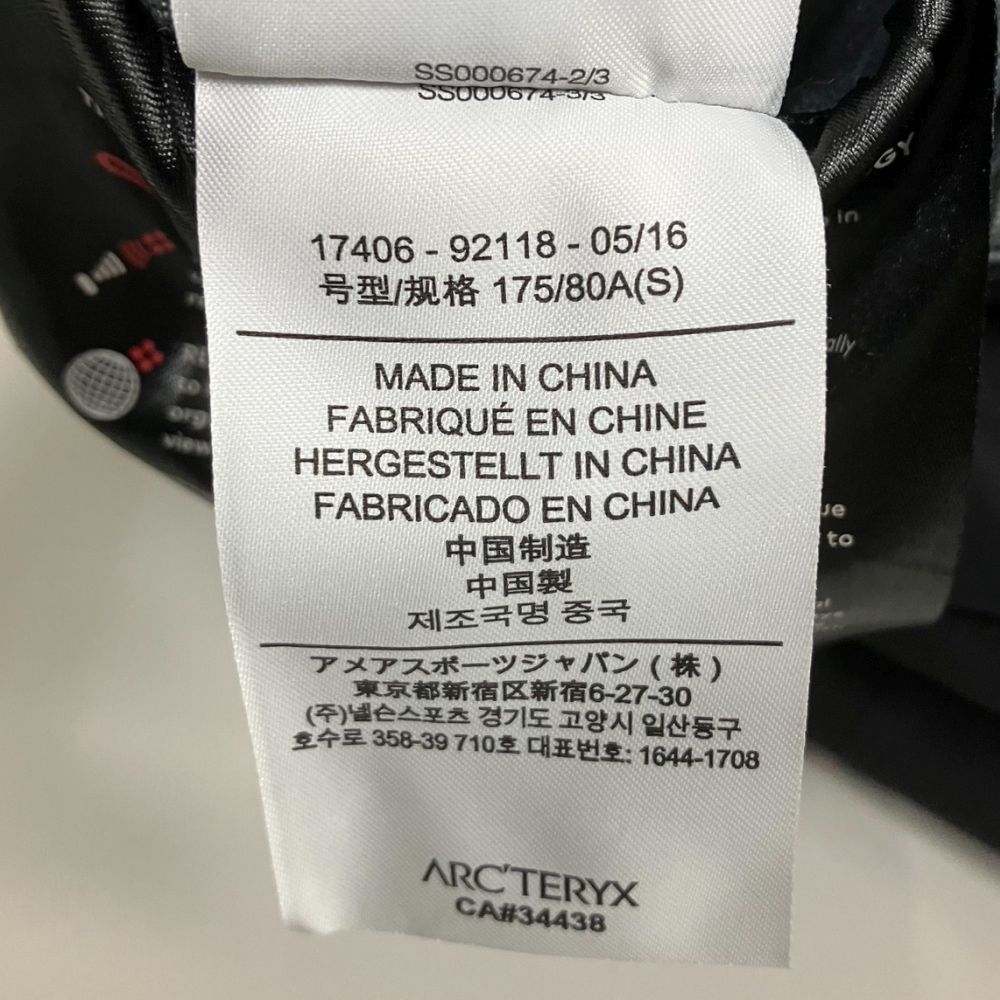 SS000674-2/3
SS000674-3/3
GY
in
17406 - 92118 - 05/16
号型/规格 175/80A(S)
ally
MADE IN CHINA
FABRIQUÉ EN CHINE
HERGESTELLT IN CHINA
FABRICADO EN CHINA
to
中国制造
中国製
제조국명 중국
アメアスポーツジャパン (株)
東京都新宿区新宿6-27-30
(주)넬슨스포츠 경기도 고양시 일산동구
호수로 358-39 710호 대표번호: 1644-1708
ARC'TERYX
CA#34438